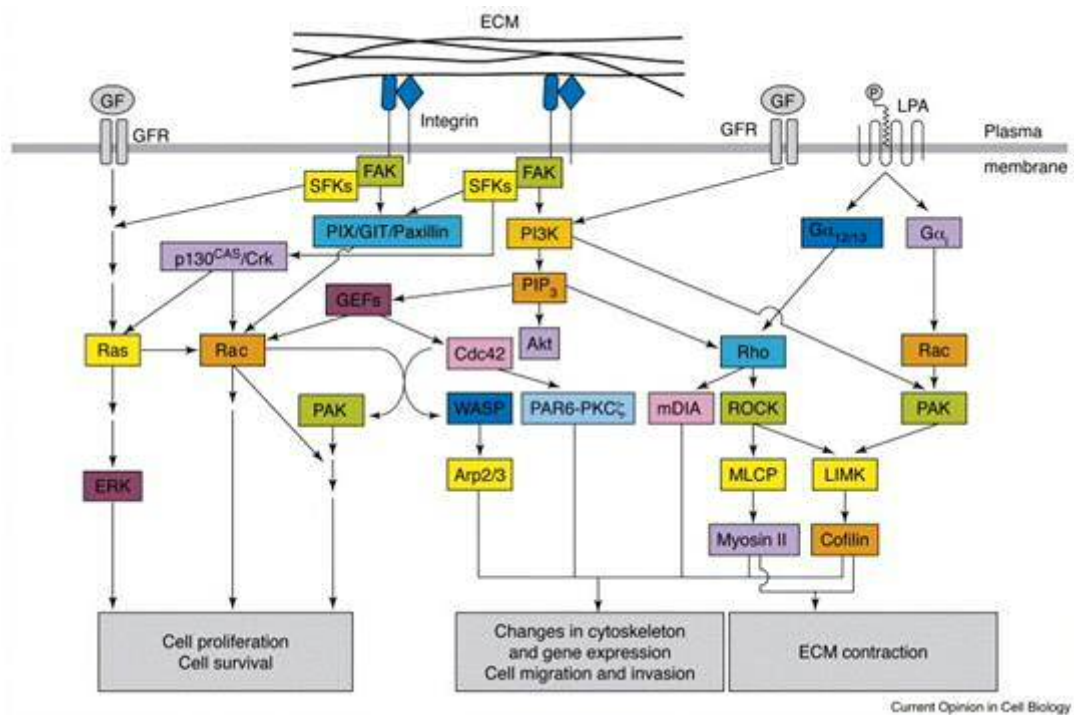 ECM
GF
GFR
Integrin
GFR
GF
P
LPA
Plasma
membrane
SFKs
FAK
SFKs
FAK
PIX/GIT/Paxillin
PI3K
Gα12/13
Gαi
p130CAS/Crk
GEFs
PIP3
Ras
Rac
Cdc42
Akt
Rho
Rac
PAK
WASP
PAR6-PKCζ
mDIA
ROCK
PAK
ERK
Arp2/3
MLCP
LIMK
Myosin II
Cofilin
Cell proliferation
Cell survival
Changes in cytoskeleton
and gene expression
Cell migration and invasion
ECM contraction
Current Opinion in Cell Biology